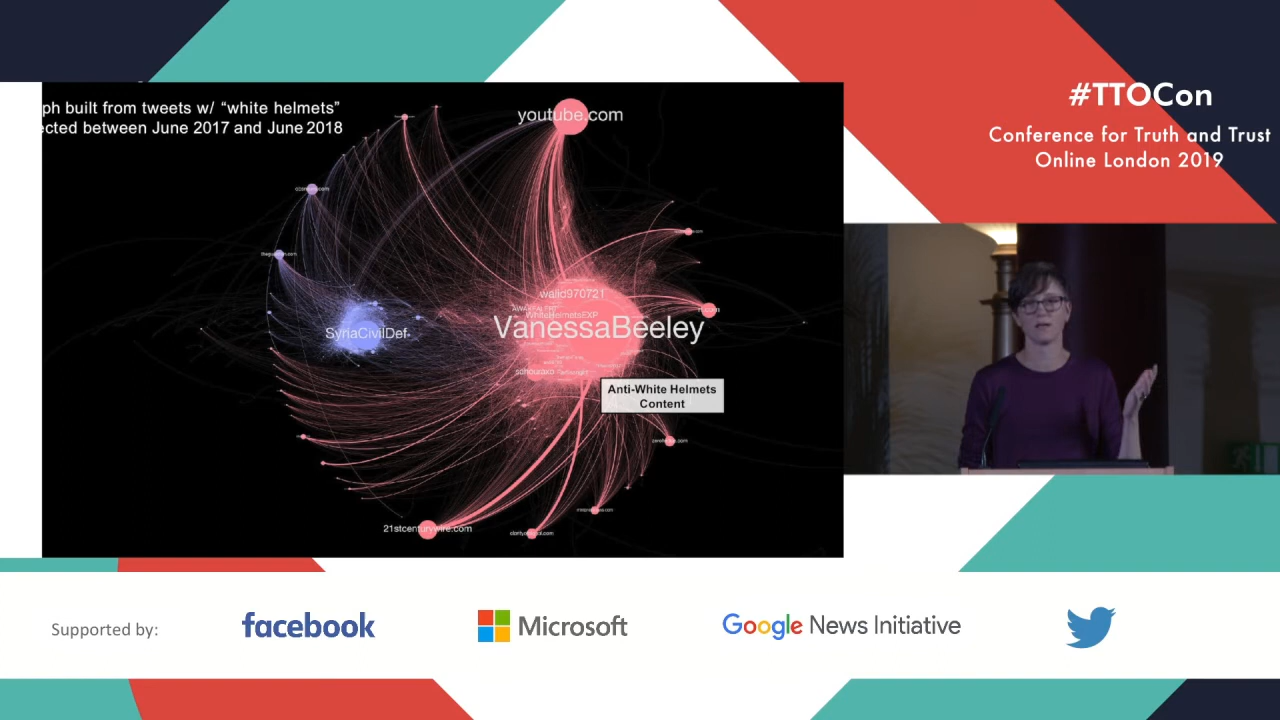 ph built from tweets w/ "white helmets"
ected between June 2017 and June 2018
youtube.com
walid970721
WhiteHelmetsEXP
VanessaBeeley
SyriaCivilDef
Anti-White Helmets
Content
21stcenturywire.com
#TTOCon
Conference for Truth and Trust
Online London 2019
Supported by:
facebook
Microsoft
Google News Initiative